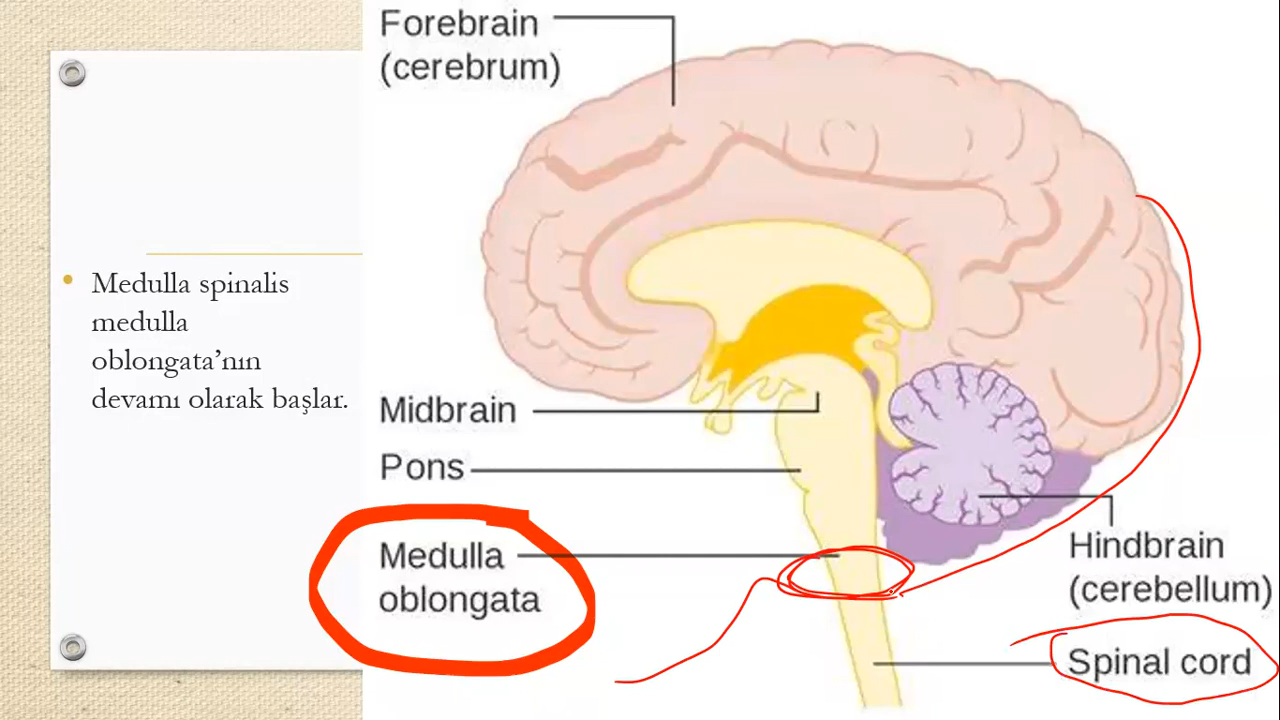 Medulla spinalis
medulla
oblongata’nın
devamı olarak başlar.
Forebrain
(cerebrum)
Midbrain
Pons
Medulla
oblongata
Hindbrain
(cerebellum)
Spinal cord